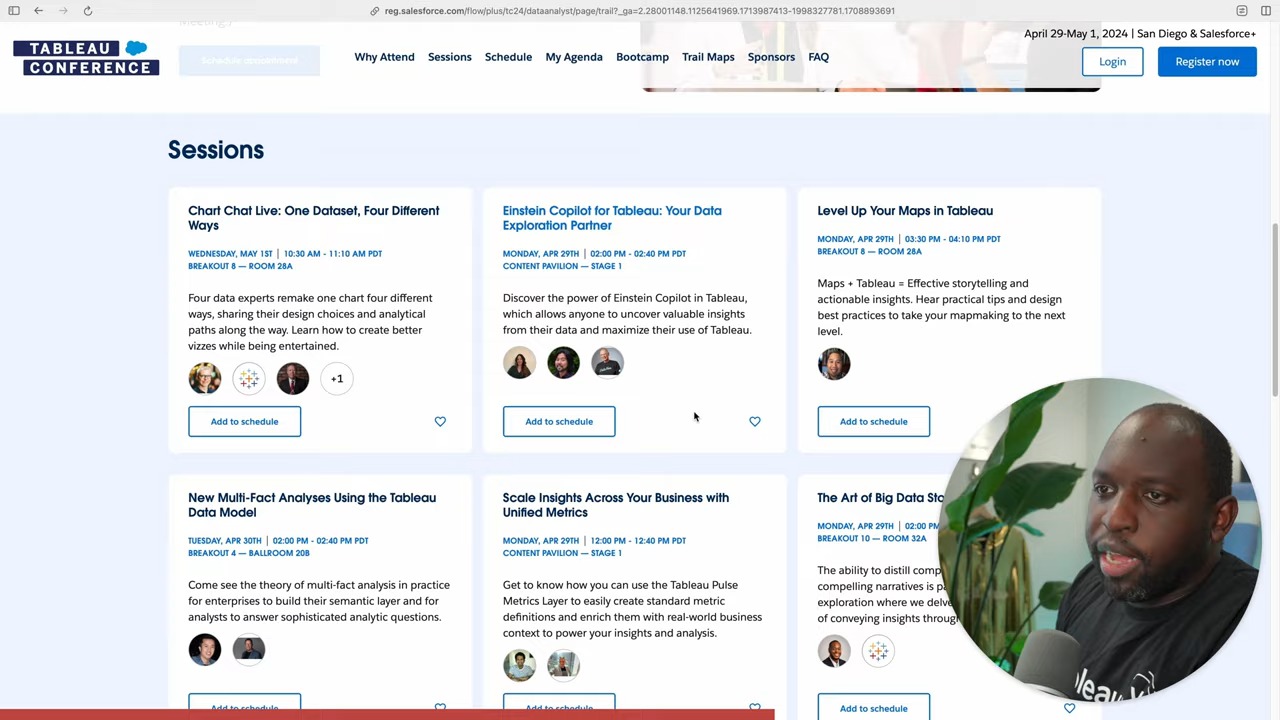 reg.salesforce.com/flow/plus/tc24/dataanalyst/page/trail?_ga=2.28001148.1125641969.1713987413-1998327781.1708893691
Meeting?
April 29-May 1, 2024 | San Diego & Salesforce+
TABLEAU
CONFERENCE
Schedule appointment
Why Attend
Sessions
Schedule
My Agenda
Bootcamp
Trail Maps
Sponsors
FAQ
Login
Register now
Sessions
Chart Chat Live: One Dataset, Four Different
Ways
WEDNESDAY, MAY 1ST | 10:30 AM - 11:10 AM PDT
BREAKOUT 8 — ROOM 28A
Four data experts remake one chart four different
ways, sharing their design choices and analytical
paths along the way. Learn how to create better
vizzes while being entertained.
+1
Add to schedule
Einstein Copilot for Tableau: Your Data
Exploration Partner
MONDAY, APR 29TH | 02:00 PM - 02:40 PM PDT
CONTENT PAVILION — STAGE 1
Discover the power of Einstein Copilot in Tableau,
which allows anyone to uncover valuable insights
from their data and maximize their use of Tableau.
Add to schedule
Level Up Your Maps in Tableau
MONDAY, APR 29TH | 03:30 PM - 04:10 PM PDT
BREAKOUT 8 — ROOM 28A
Maps + Tableau = Effective storytelling and
actionable insights. Hear practical tips and design
best practices to take your mapmaking to the next
level.
Add to schedule
New Multi-Fact Analyses Using the Tableau
Data Model
TUESDAY, APR 30TH | 02:00 PM - 02:40 PM PDT
BREAKOUT 4 — BALLROOM 20B
Come see the theory of multi-fact analysis in practice
for enterprises to build their semantic layer and for
analysts to answer sophisticated analytic questions.
Add to schedule
Scale Insights Across Your Business with
Unified Metrics
MONDAY, APR 29TH | 12:00 PM - 12:40 PM PDT
CONTENT PAVILION — STAGE 1
Get to know how you can use the Tableau Pulse
Metrics Layer to easily create standard metric
definitions and enrich them with real-world business
context to power your insights and analysis.
Add to schedule
The Art of Big Data Sto
MONDAY, APR 29TH | 02:00 PM
BREAKOUT 10 — ROOM 32A
The ability to distill comp
compelling narratives is pa
exploration where we delv
of conveying insights throug
Add to schedule